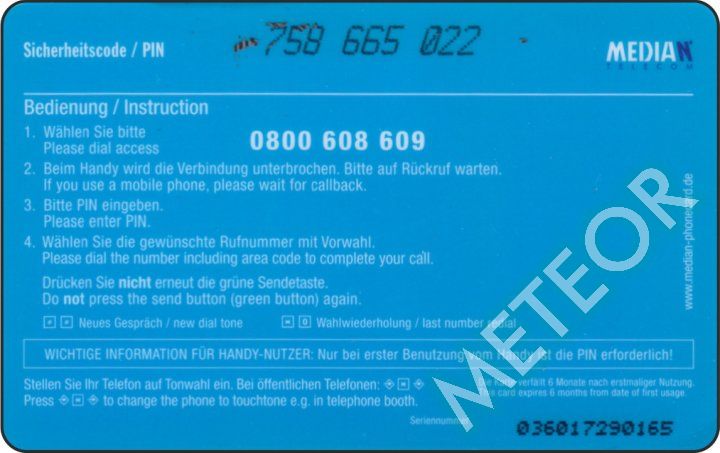 Sicherheitscode / PIN 758 665 022
MEDIAN
TELECOM
Bedienung / Instruction
1. Wählen Sie bitte
Please dial access
0800 608 609
2. Beim Handy wird die Verbindung unterbrochen. Bitte auf Rückruf warten.
If you use a mobile phone, please wait for callback.
3. Bitte PIN eingeben.
Please enter PIN.
4. Wählen Sie die gewünschte Rufnummer mit Vorwahl.
Please dial the number including area code to complete your call.
Drücken Sie nicht erneut die grüne Sendetaste.
Do not press the send button (green button) again.
Neues Gespräch / new dial tone
Wahlwiederholung / last number redial
WICHTIGE INFORMATION FÜR HANDY-NUTZER: Nur bei erster Benutzung vom Handy ist die PIN erforderlich!
Stellen Sie Ihr Telefon auf Tonwahl ein. Bei öffentlichen Telefonen:
Press to change the phone to touchtone e.g. in telephone booth.
Die Karte verfällt 6 Monate nach erstmaliger Nutzung.
This card expires 6 months from date of first usage.
Seriennummer
036017290165
www.median-phonecard.de
METEOR